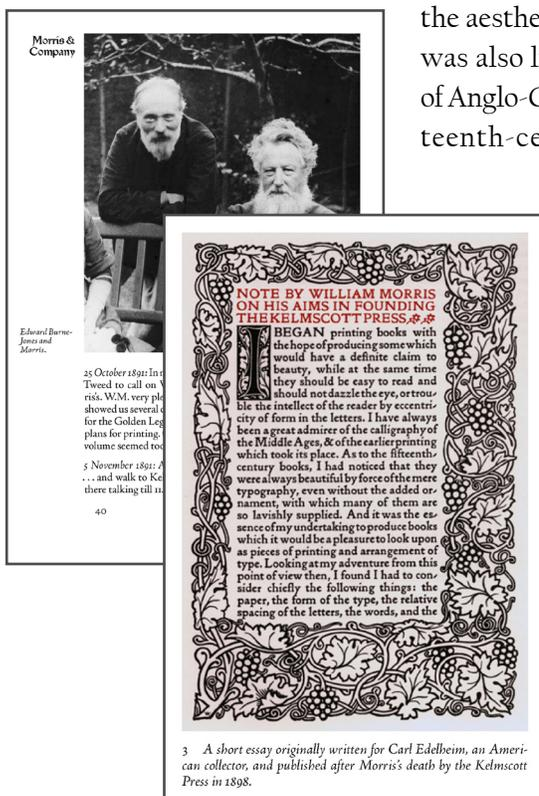 the aesthe
was also l
of Anglo-
teenth-ce
Morris &
Company
Edward Burne-
Jones and
Morris.
25 October 1891: In
Tweed to call on
ris's. W.M. very ple
showed us several
for the Golden Leg
plans for printing.
volume seemed too
5 November 1891:
... and walk to Ke
there talking till 11.
40
NOTE BY WILLIAM MORRIS
ON HIS AIMS IN FOUNDING
THE KELMSCOTT PRESS
I BEGAN printing books with
the hope of producing some which
would have a definite claim to
beauty, while at the same time
they should be easy to read and
should not dazzle the eye, or trou-
ble the intellect of the reader by eccentri-
city of form in the letters. I have always
been a great admirer of the calligraphy of
the Middle Ages, & of the earlier printing
which took its place. As to the fifteenth-
century books, I had noticed that they
were always beautiful by force of the mere
typography, even without the added or-
nament, with which many of them are
so lavishly supplied. And it was the es-
sence of my undertaking to produce books
which it would be a pleasure to look upon
as pieces of printing and arrangement of
type. Looking at my adventure from this
point of view then, I found I had to con-
sider chiefly the following things: the
paper, the form of the type, the relative
spacing of the letters, the words, and the
3 A short essay originally written for Carl Edelheim, an Ameri-
can collector, and published after Morris's death by the Kelmscott
Press in 1898.